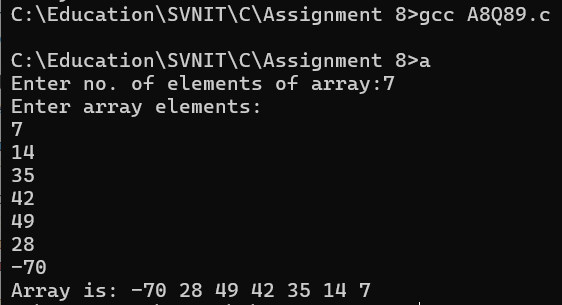 C:\Education\SVNIT\C\Assignment 8>gcc A8Q89.c
C:\Education\SVNIT\C\Assignment 8>a
Enter no. of elements of array:7
Enter array elements:
7
14
35
42
49
28
-70
Array is: -70 28 49 42 35 14 7